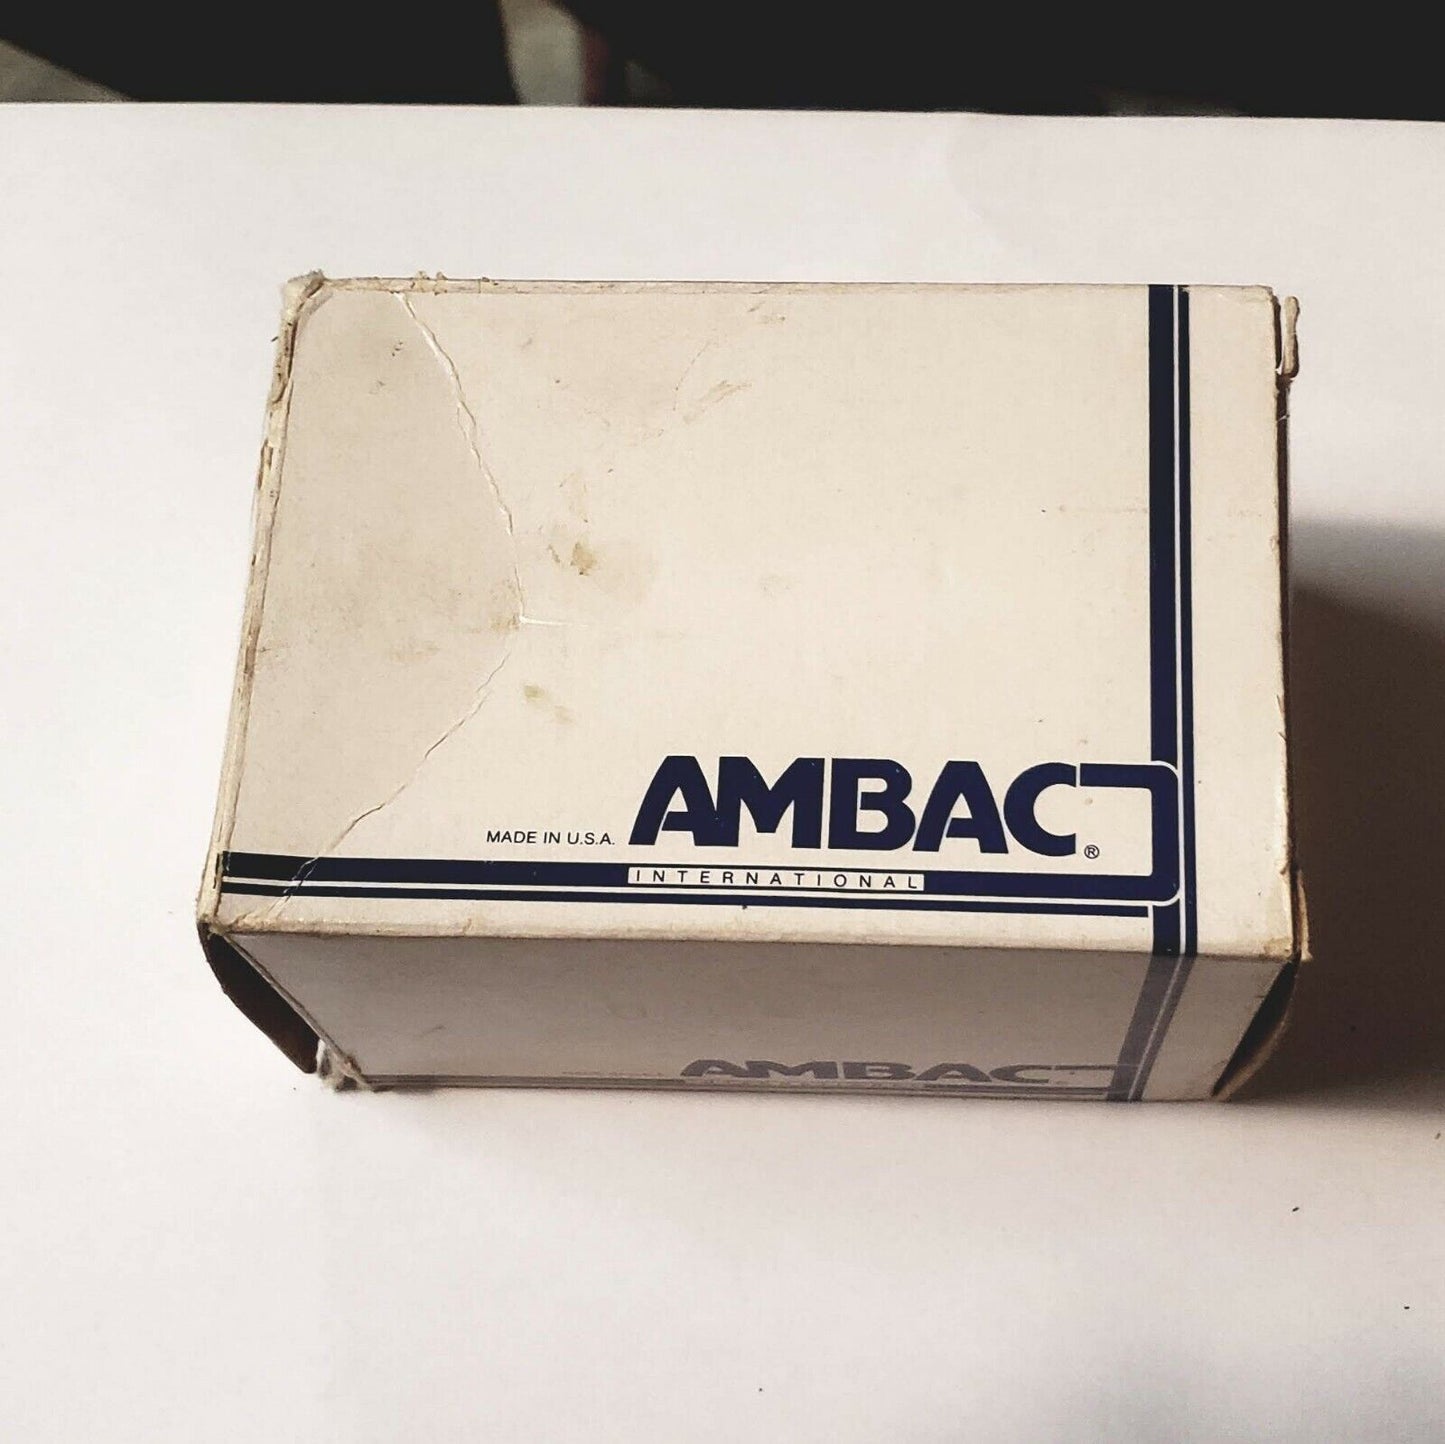 MADE IN U.S.A. AMBAC®
INTERNATIONAL
AMBAC